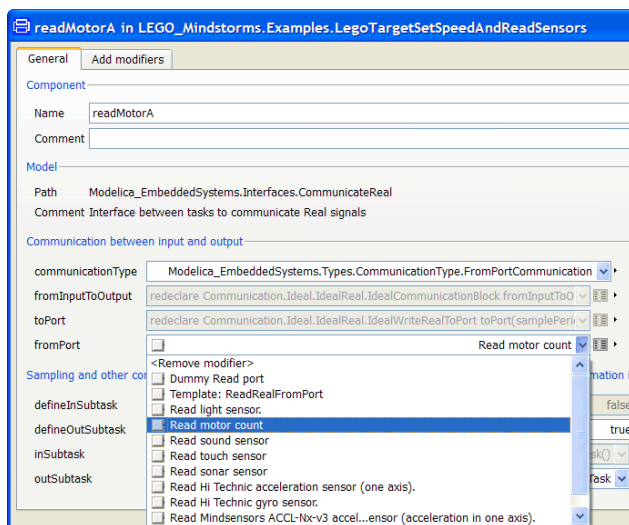 readMotorA in LEGO_Mindstorms.Examples.LegoTargetSetSpeedAndReadSensors
General Add modifiers
Component
Name readMotorA
Comment
Model
Path Modelica_EmbeddedSystems.Interfaces.CommunicateReal
Comment Interface between tasks to communicate Real signals
Communication between input and output
communicationType Modelica_EmbeddedSystems.Types.CommunicationType.FromPortCommunication
fromInputToOutput redeclare Communication.Ideal.IdealReal.IdealCommunicationBlock fromInputToO
toPort redeclare Communication.Ideal.IdealReal.IdealWriteRealToPort toPort(samplePeri
fromPort Read motor count
<Remove modifier>
Sampling and other co Dummy Read port mation i
Template: ReadRealFromPort
defineInSubtask Read light sensor. false
defineOutSubtask Read motor count true
Read sound sensor
inSubtask Read touch sensor sk()
outSubtask Read sonar sensor Task
Read Hi Technic acceleration sensor (one axis).
Read Hi Technic gyro sensor.
Read Mindsensors ACCL-Nx-v3 accel...ensor (acceleration in one axis).